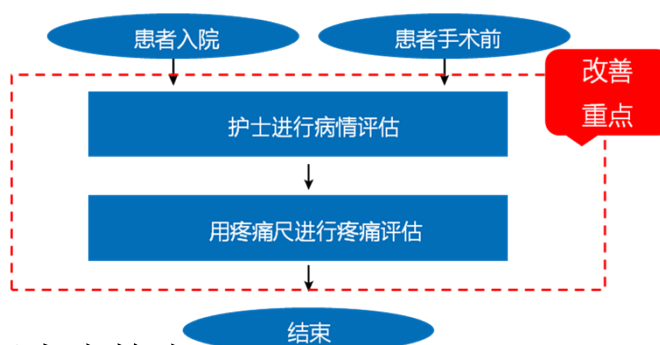 患者入院
患者手术前
改善
重点
护士进行病情评估
用疼痛尺进行疼痛评估
结束